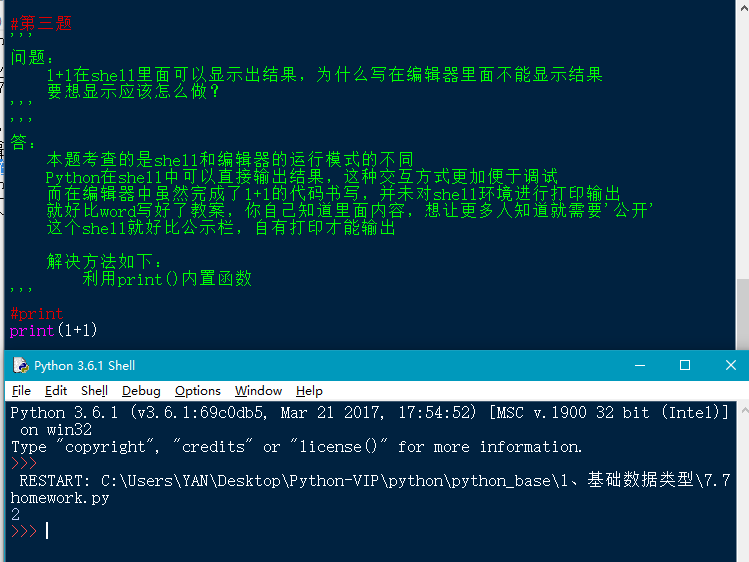 #第三题
'''
问题：
1+1在shell里面可以显示出结果，为什么写在编辑器里面不能显示结果
要想显示应该怎么做？
'''
'''
答：
本题考查的是shell和编辑器的运行模式的不同
Python在shell中可以直接输出结果，这种交互方式更加便于调试
而在编辑器中虽然完成了1+1的代码书写，并未对shell环境进行打印输出
就好比word写好了教案，你自己知道里面内容，想让更多人知道就需要'公开'
这个shell就好比公示栏，自有打印才能输出
解决方法如下：
利用print()内置函数
'''
#print
print(1+1)
Python 3.6.1 Shell
File Edit Shell Debug Options Window Help
Python 3.6.1 (v3.6.1:69c0db5, Mar 21 2017, 17:54:52) [MSC v.1900 32 bit (Intel)]
on win32
Type "copyright", "credits" or "license()" for more information.
>>>
RESTART: C:\Users\YAN\Desktop\Python-VIP\python\python_base\1、基础数据类型\7.7
homework.py
2
>>>